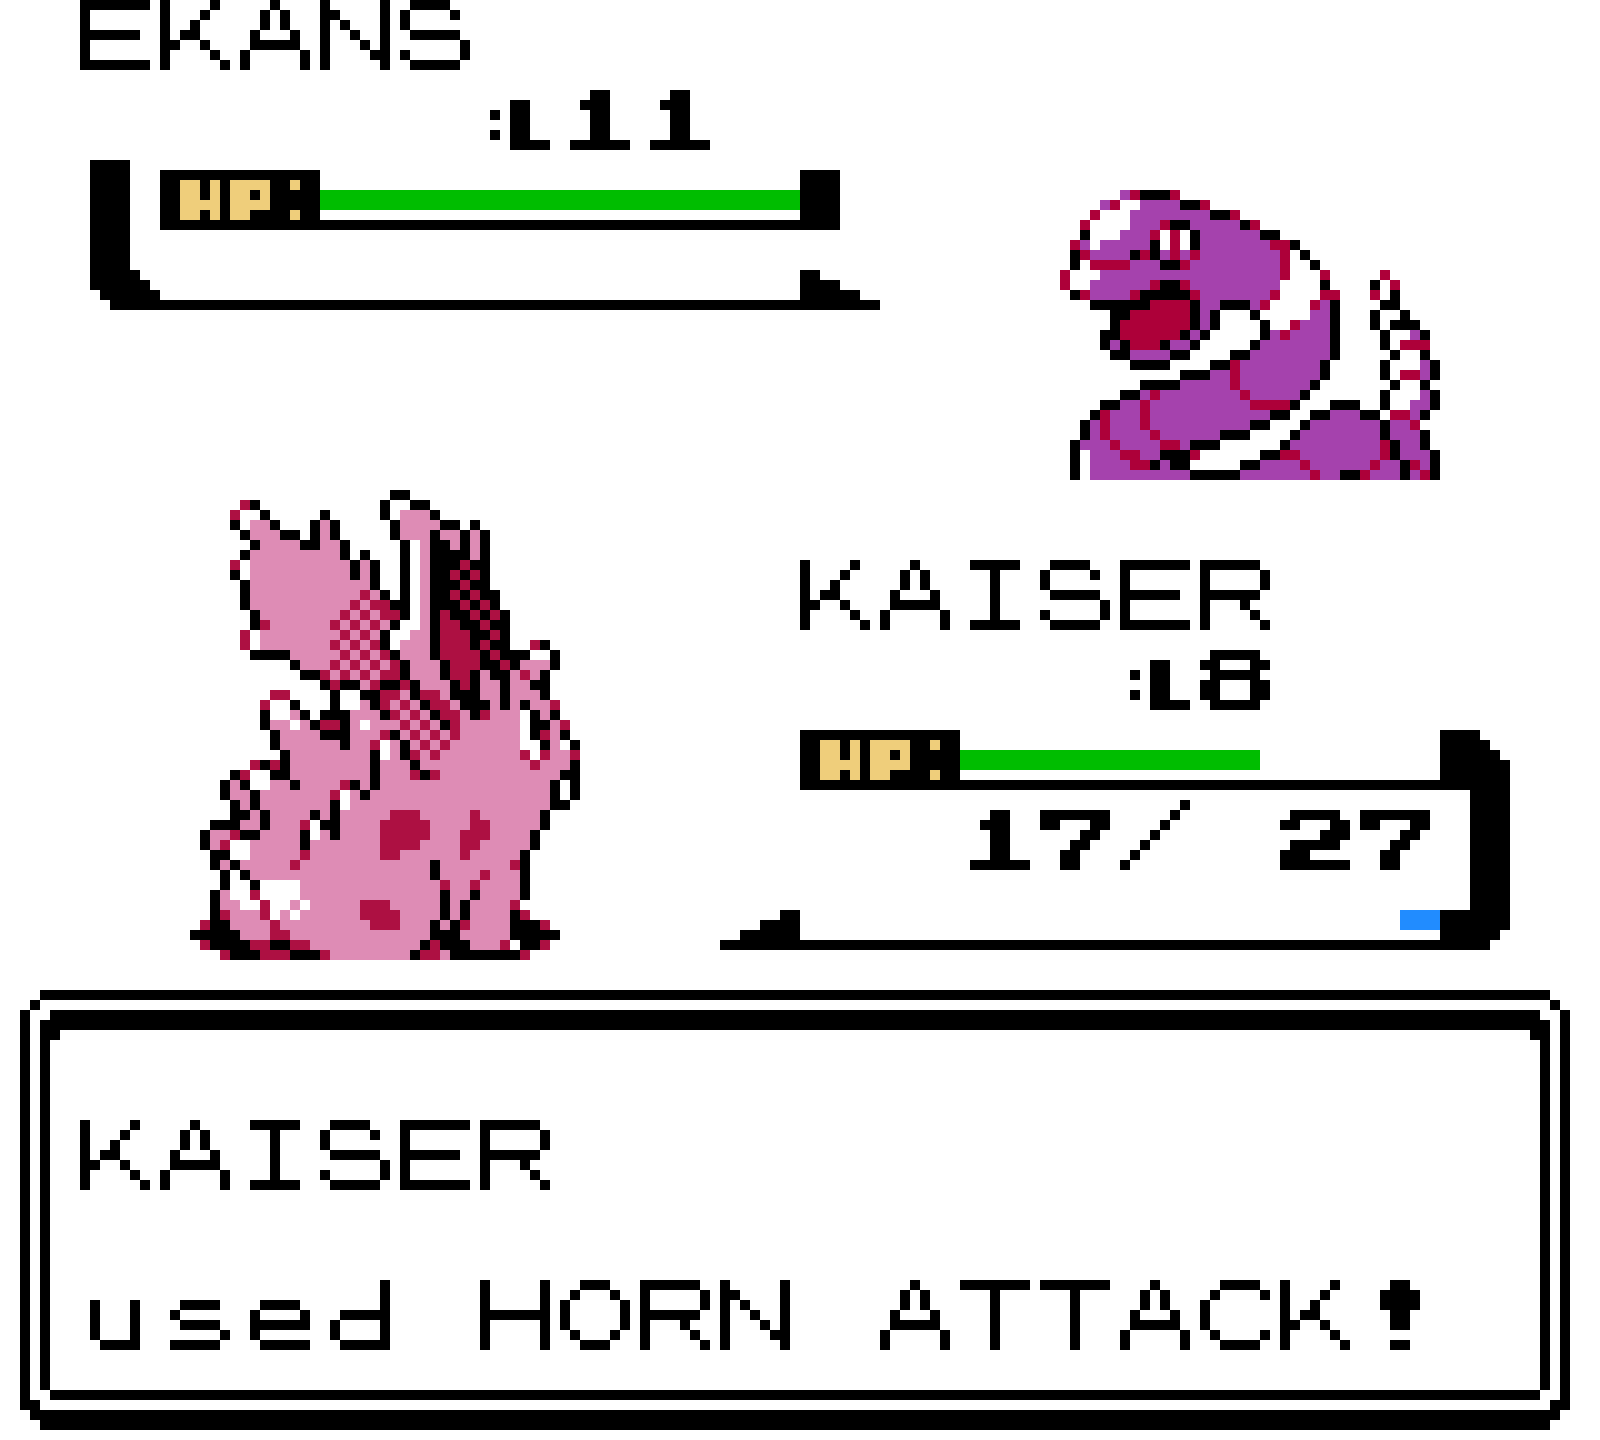 EKANS
:L11
HP:
KAISER
:L8
HP:
17/ 27
KAISER
used HORN ATTACK!